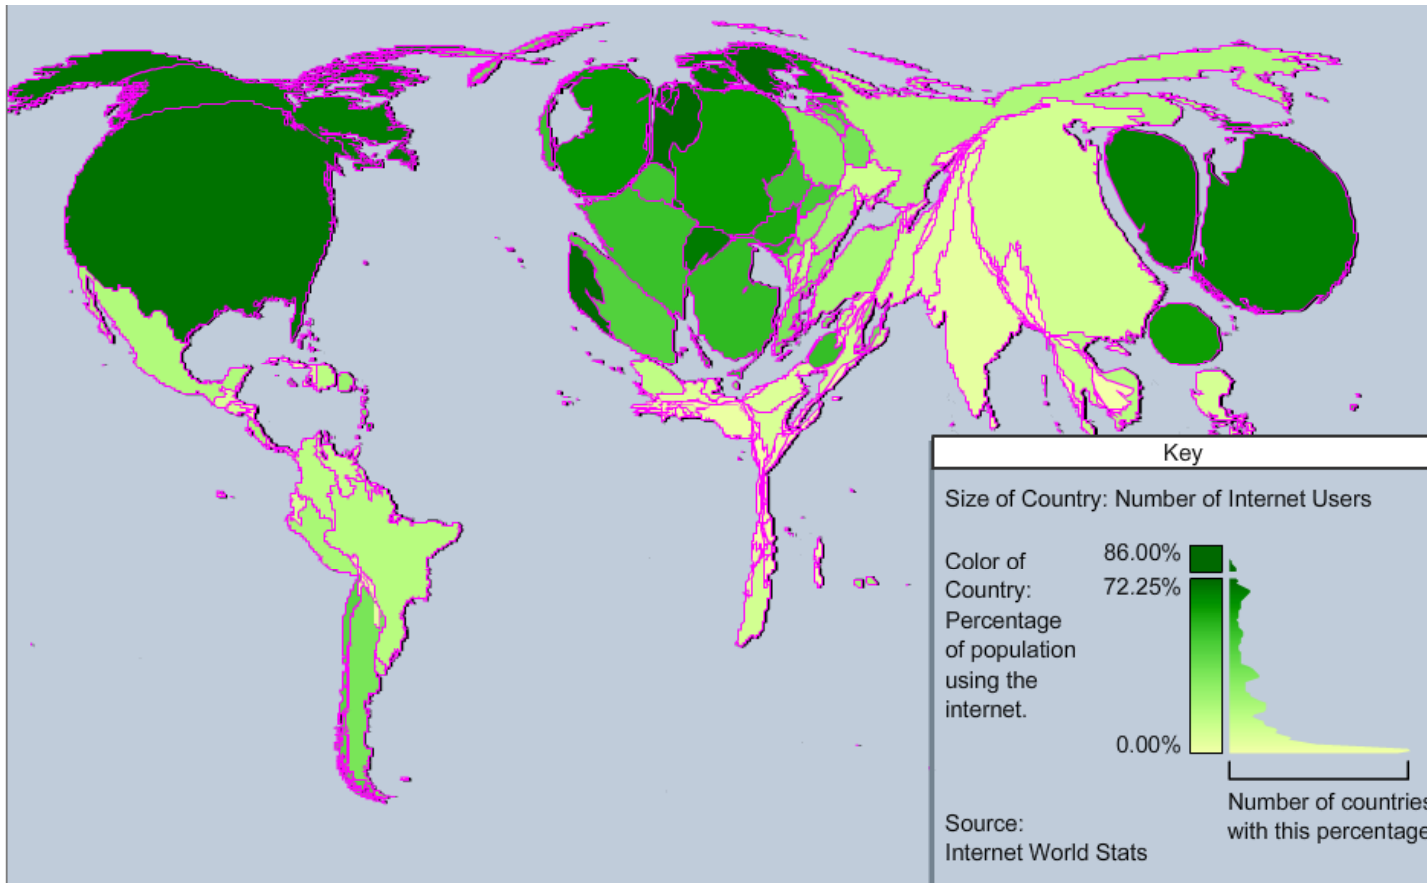 Key
Size of Country: Number of Internet Users
Color of
Country:
Percentage
of population
using the
internet.
86.00%
72.25%
0.00%
Number of countries
with this percentage
Source:
Internet World Stats